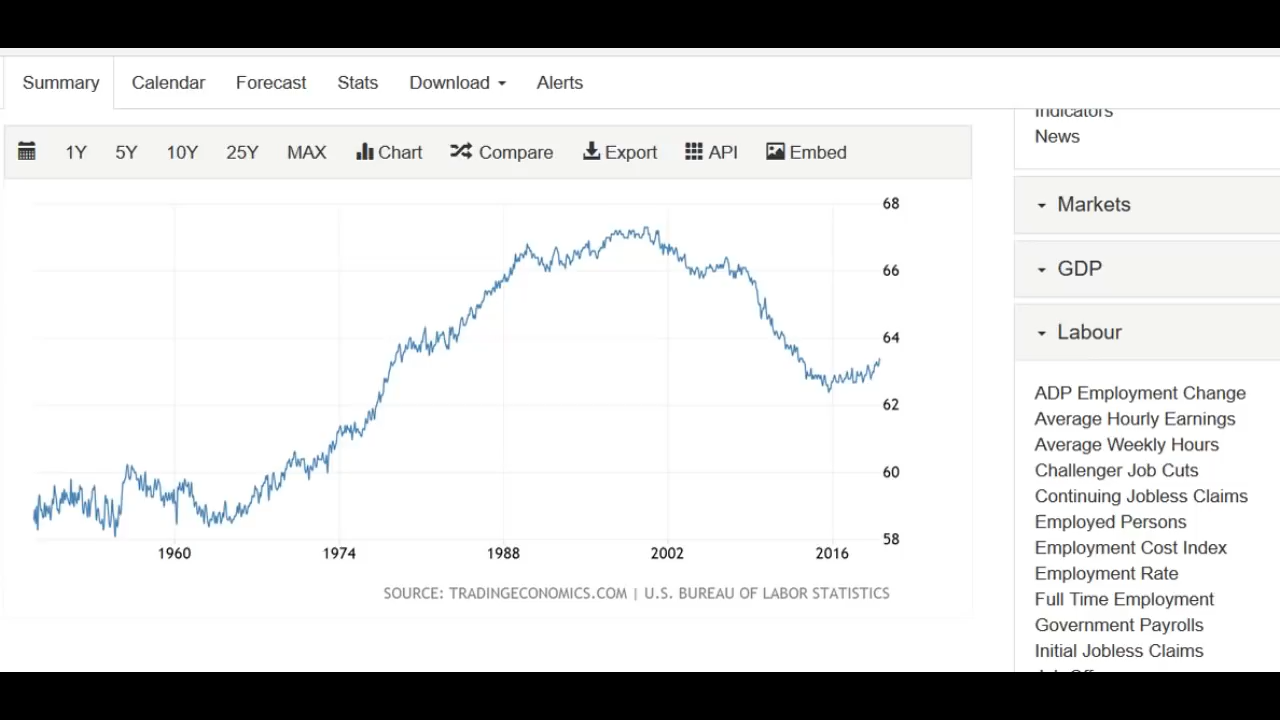 Summary Calendar Forecast Stats Download Alerts
1Y 5Y 10Y 25Y MAX Chart Compare Export API Embed
68
66
64
62
60
58
1960 1974 1988 2002 2016
SOURCE: TRADINGECONOMICS.COM | U.S. BUREAU OF LABOR STATISTICS
Indicators
News
Markets
GDP
Labour
ADP Employment Change
Average Hourly Earnings
Average Weekly Hours
Challenger Job Cuts
Continuing Jobless Claims
Employed Persons
Employment Cost Index
Employment Rate
Full Time Employment
Government Payrolls
Initial Jobless Claims